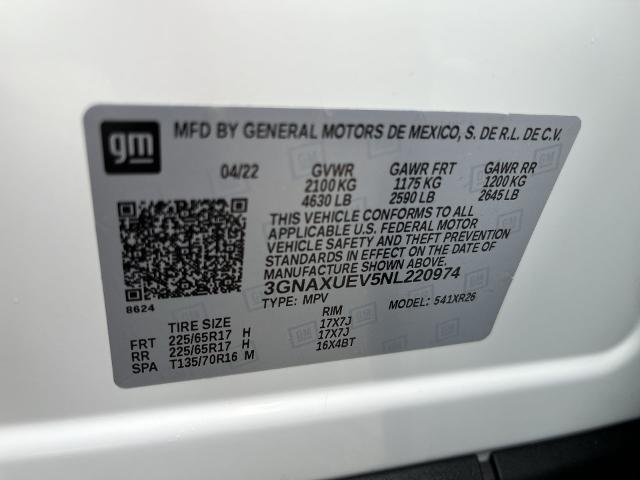 gm MFD BY GENERAL MOTORS DE MEXICO, S. DE R.L. DE C.V.
04/22 GVWR GAWR FRT GAWR RR
2100 KG 1175 KG 1200 KG
4630 LB 2590 LB 2645 LB
THIS VEHICLE CONFORMS TO ALL
APPLICABLE U.S. FEDERAL MOTOR
VEHICLE SAFETY AND THEFT PREVENTION
STANDARDS IN EFFECT ON THE DATE OF
MANUFACTURE SHOWN ABOVE.
3GNAXUEV5NL220974
8624 TYPE: MPV MODEL: 541XR26
TIRE SIZE RIM
FRT 225/65R17 H 17X7J
RR 225/65R17 H 17X7J
SPA T135/70R16 M 16X4BT